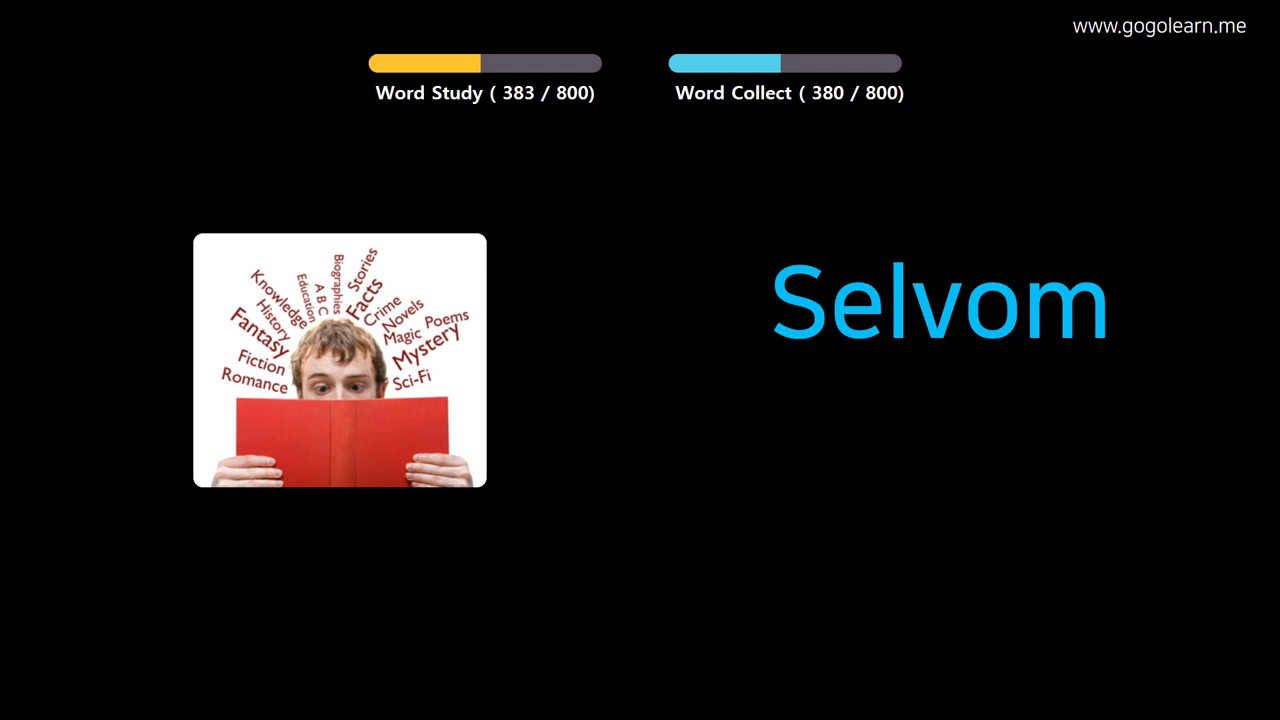 www.gogolearn.me
Word Study ( 383 / 800)
Word Collect ( 380 / 800)
Selvom
Stories
Biographies
Facts
A B C
Education
Knowledge
Crime
History
Novels
Fantasy
Poems
Magic
Mystery
Fiction
Romance
Sci-Fi